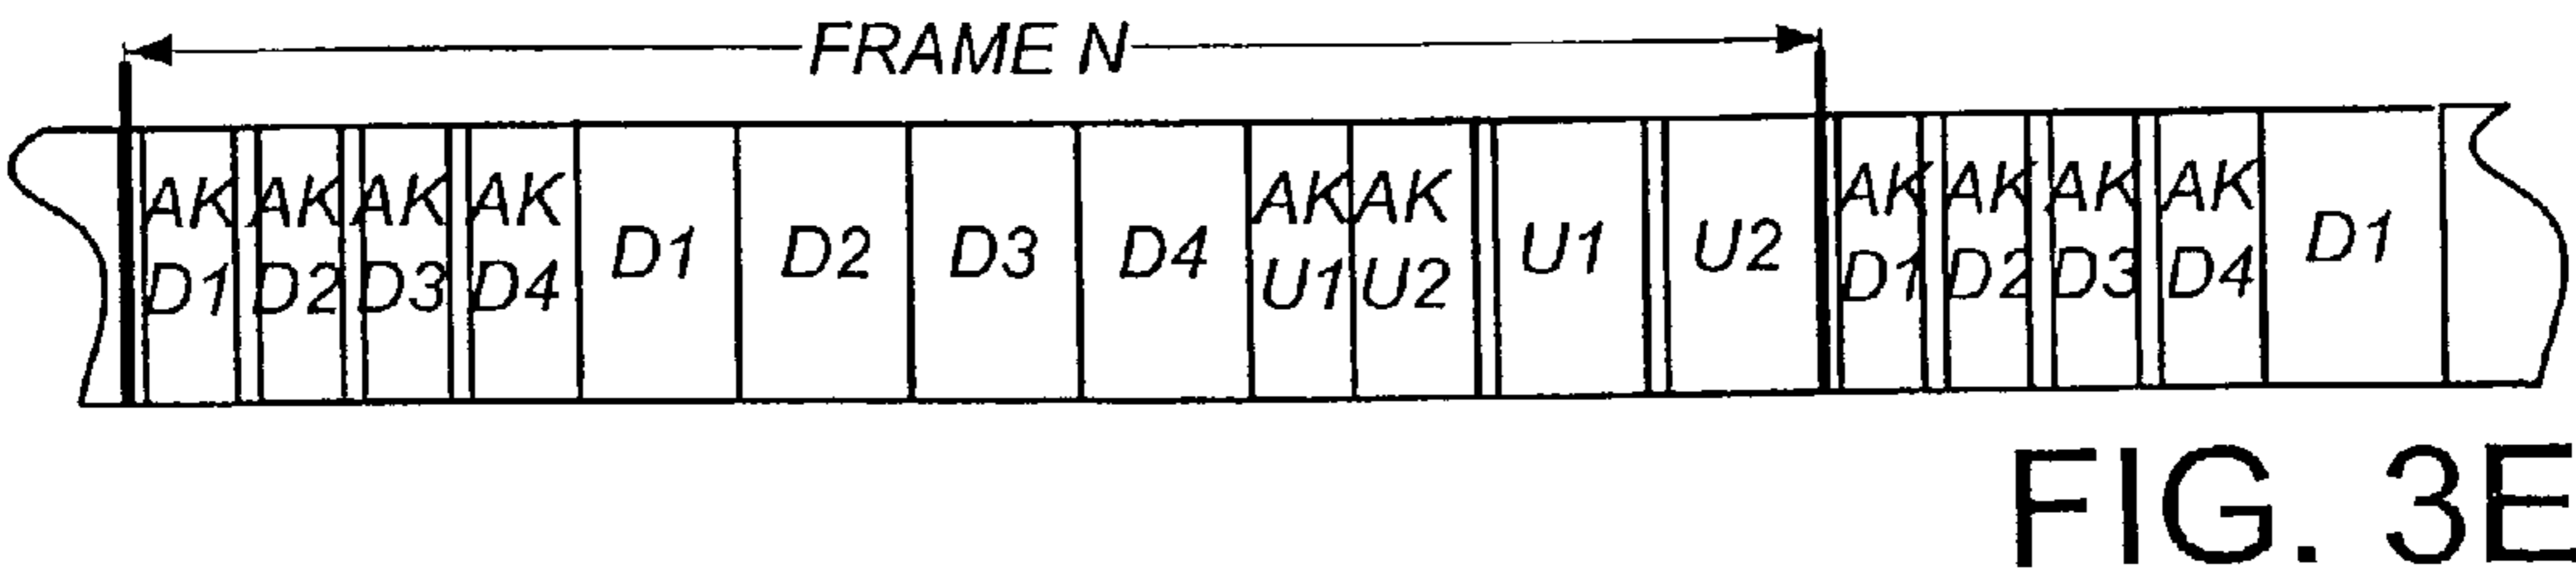 FRAME N
AK AK AK AK D1 D2 D3 D4 AK AK U1 U2 AK AK AK AK D1
D1 D2 D3 D4 U1 U2 D1 D2 D3 D4
FIG. 3E